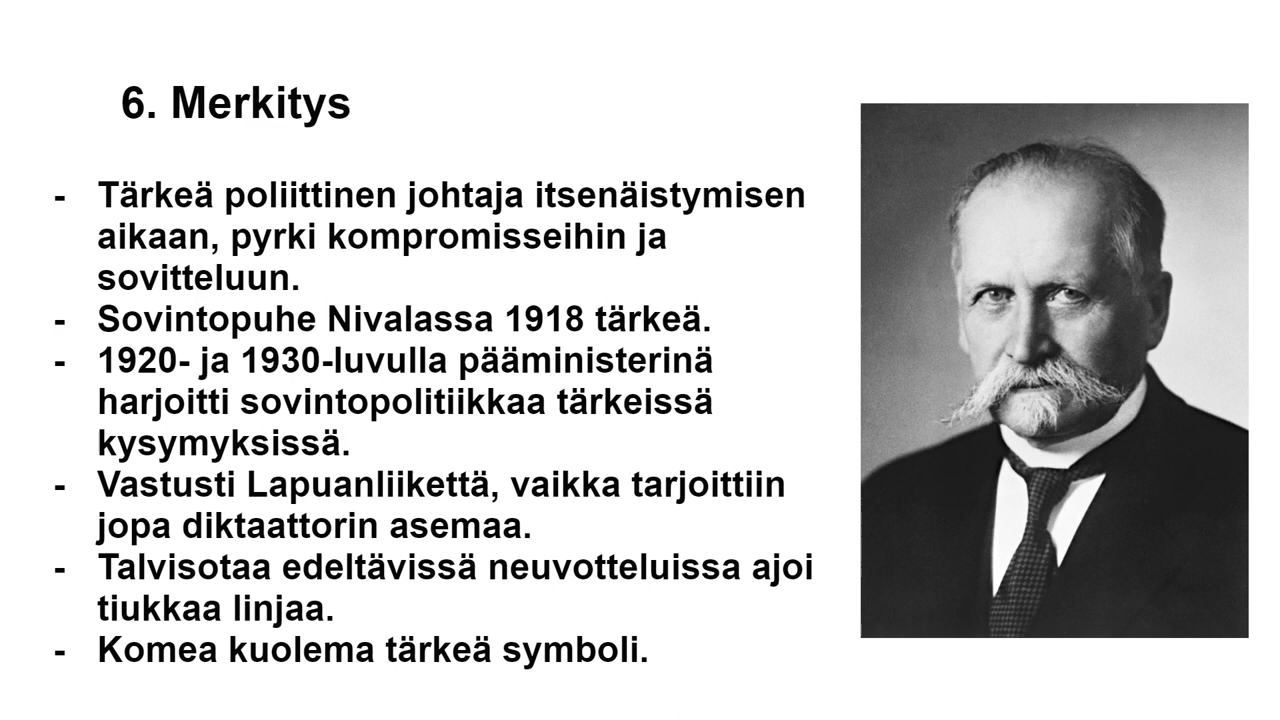 6. Merkitys
- Tärkeä poliittinen johtaja itsenäistymisen
aikaan, pyrki kompromisseihin ja
sovitteluun.
- Sovintopuhe Nivalassa 1918 tärkeä.
- 1920- ja 1930-luvulla pääministerinä
harjoitti sovintopolitiikkaa tärkeissä
kysymyksissä.
- Vastusti Lapuanliikettä, vaikka tarjoittiin
jopa diktaattorin asemaa.
- Talvisotaa edeltävissä neuvotteluissa ajoi
tiukkaa linjaa.
- Komea kuolema tärkeä symboli.